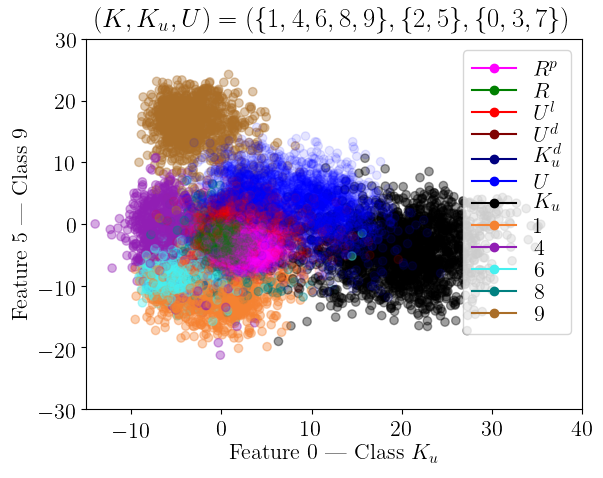 (K, K_u, U) = ({1, 4, 6, 8, 9}, {2, 5}, {0, 3, 7})
30
20
10
0
−10
−20
−30
Feature 5 — Class 9
R^p
R
U^l
U^d
K_u^d
U
K_u
1
4
6
8
9
−10
0
10
20
30
40
Feature 0 — Class K_u